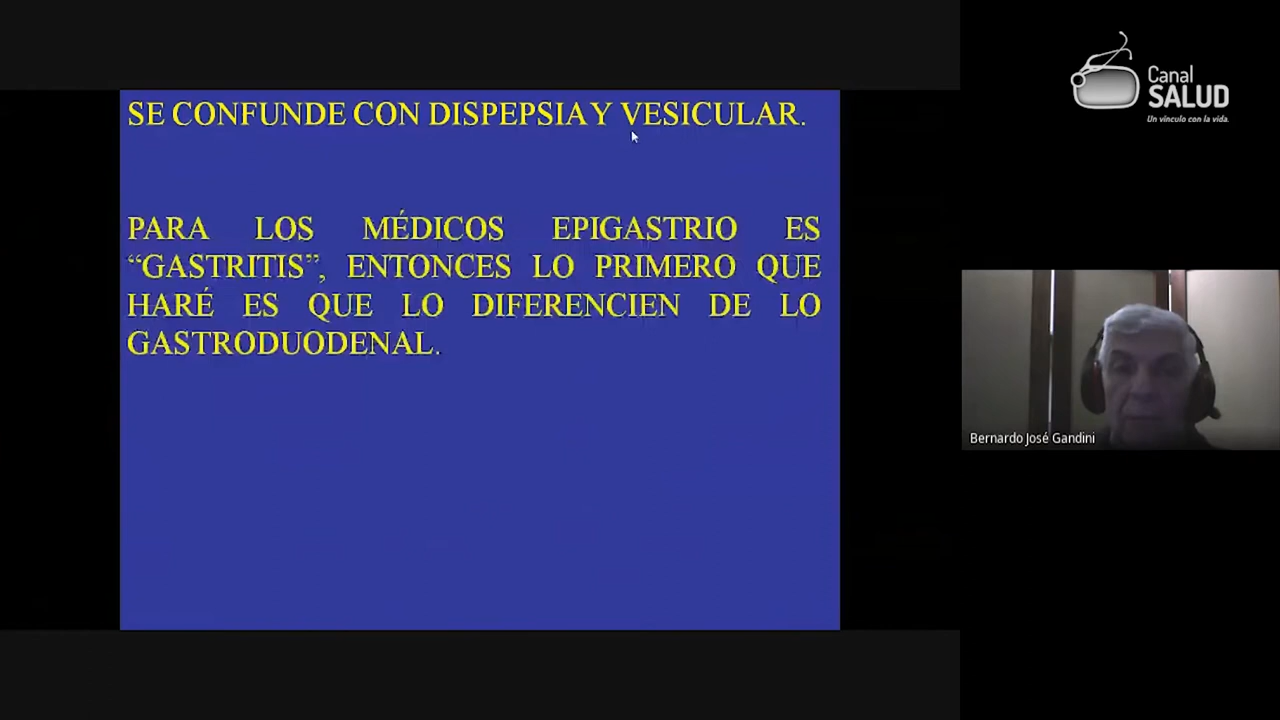 SE CONFUNDE CON DISPEPSIA Y VESICULAR.
PARA LOS MÉDICOS EPIGASTRIO ES
“GASTRITIS”, ENTONCES LO PRIMERO QUE
HARÉ ES QUE LO DIFERENCIEN DE LO
GASTRODUODENAL.
Canal
SALUD
Un vínculo con la vida.
Bernardo José Gandini